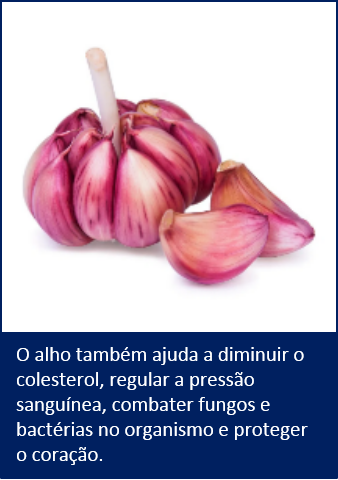 O alho também ajuda a diminuir o
colesterol, regular a pressão
sanguínea, combater fungos e
bactérias no organismo e proteger
o coração.